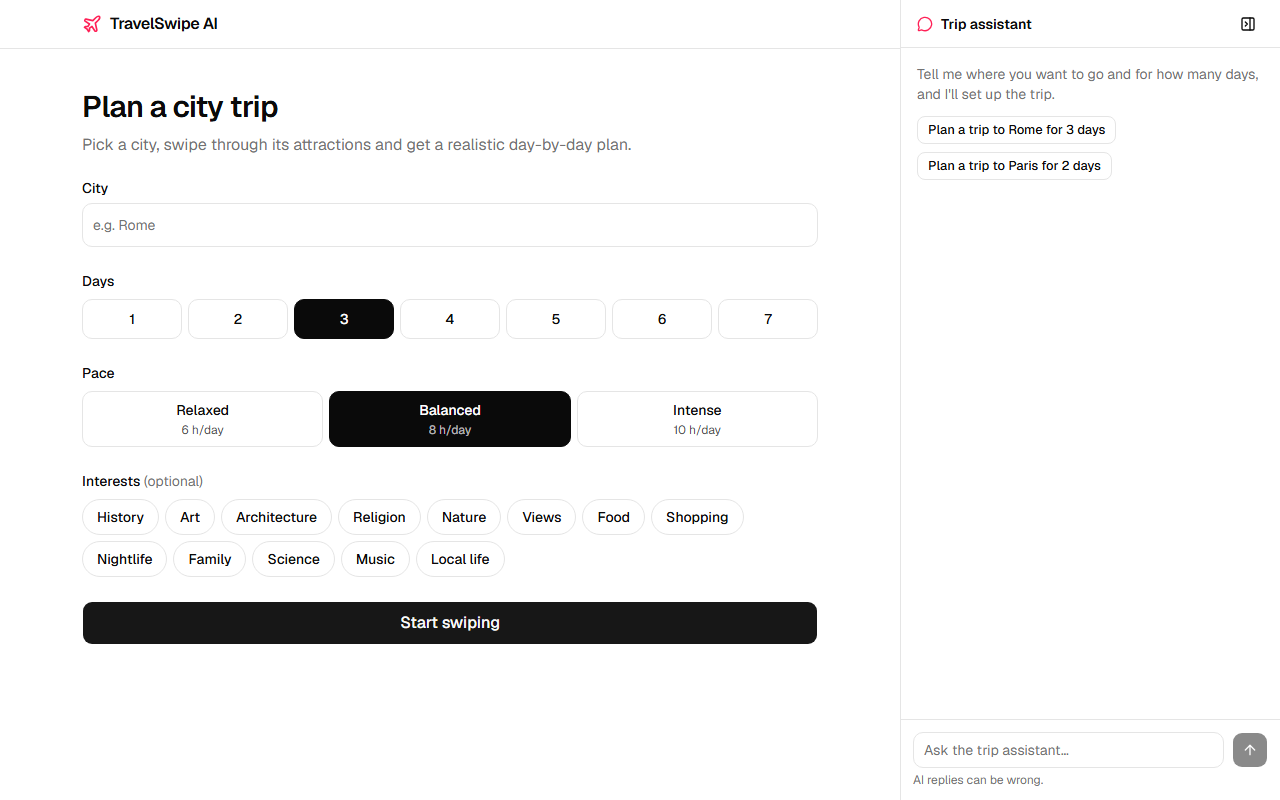 TravelSwipe AI
Plan a city trip
Pick a city, swipe through its attractions and get a realistic day-by-day plan.
City
e.g. Rome
Days
1
2
3
4
5
6
7
Pace
Relaxed
6 h/day
Balanced
8 h/day
Intense
10 h/day
Interests (optional)
History
Art
Architecture
Religion
Nature
Views
Food
Shopping
Nightlife
Family
Science
Music
Local life
Start swiping
Trip assistant
Tell me where you want to go and for how many days,
and I'll set up the trip.
Plan a trip to Rome for 3 days
Plan a trip to Paris for 2 days
Ask the trip assistant...
AI replies can be wrong.